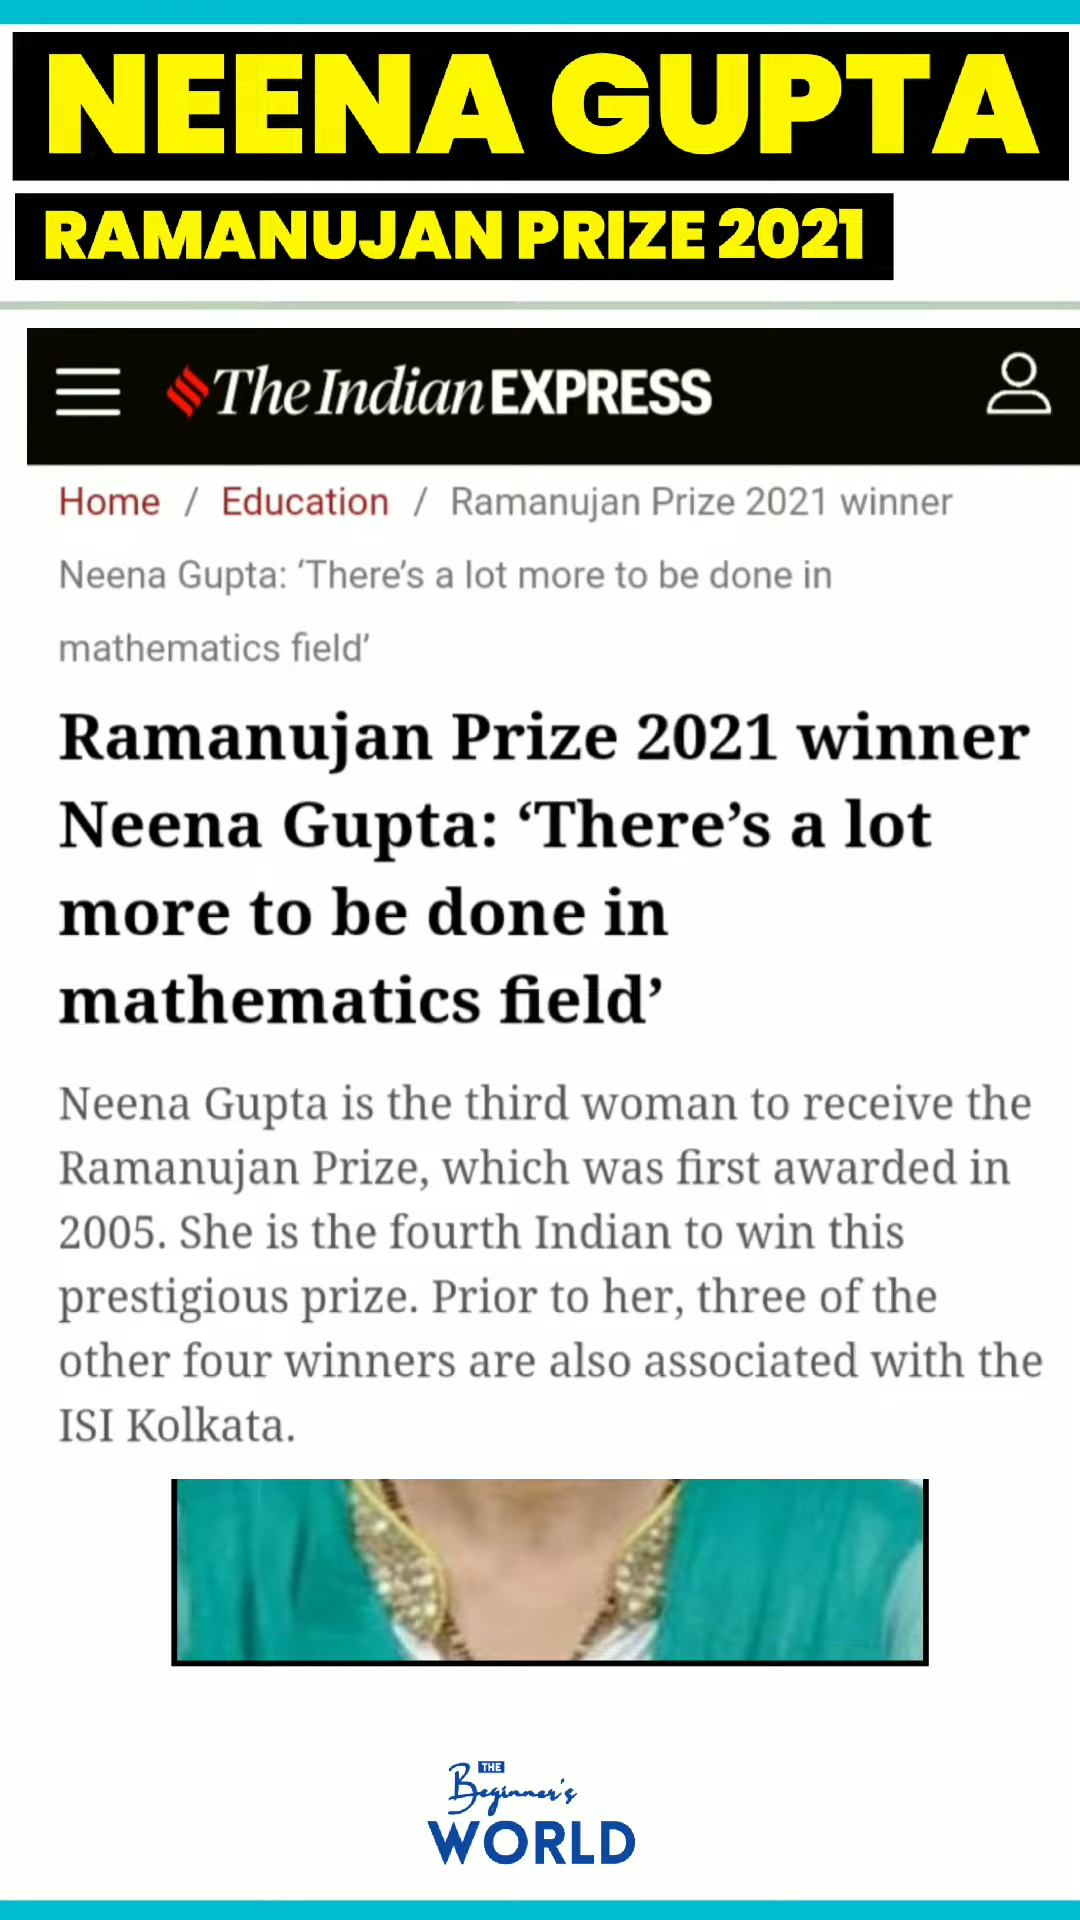 NEENA GUPTA
RAMANUJAN PRIZE 2021
The Indian EXPRESS
Home / Education / Ramanujan Prize 2021 winner
Neena Gupta: ‘There’s a lot more to be done in
mathematics field’
Ramanujan Prize 2021 winner
Neena Gupta: ‘There’s a lot
more to be done in
mathematics field’
Neena Gupta is the third woman to receive the
Ramanujan Prize, which was first awarded in
2005. She is the fourth Indian to win this
prestigious prize. Prior to her, three of the
other four winners are also associated with the
ISI Kolkata.
THE
Beginner's
WORLD